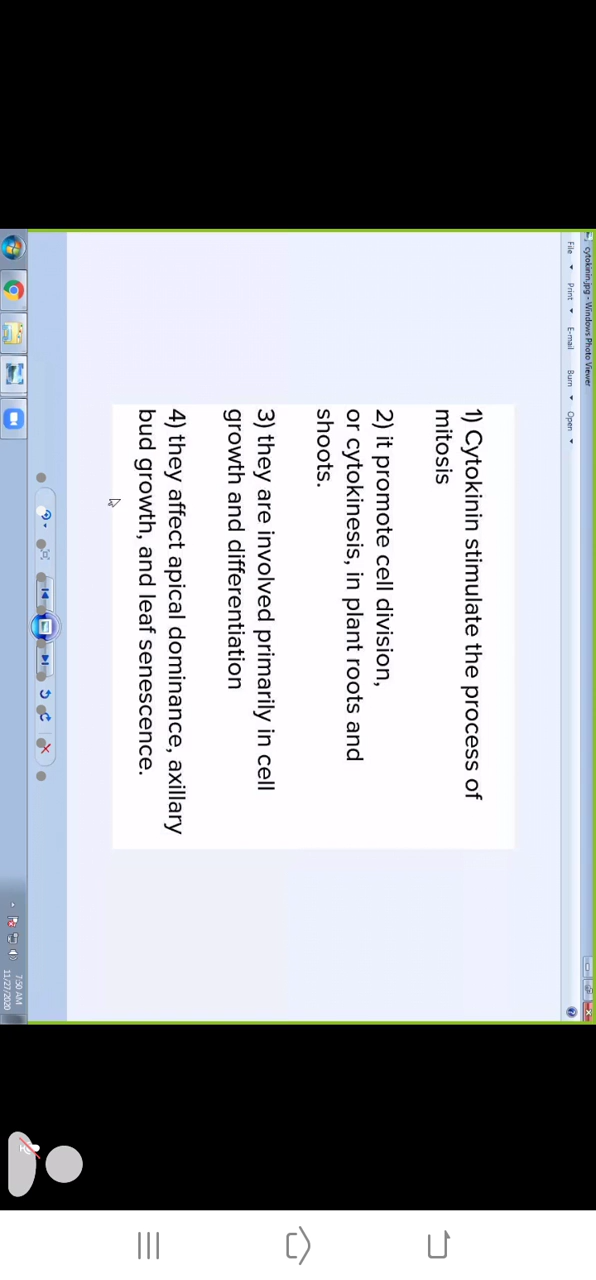 cytokinin.jpg - Windows Photo Viewer
File Print E-mail Burn Open
1) Cytokinin stimulate the process of
mitosis
2) it promote cell division,
or cytokinesis, in plant roots and
shoots.
3) they are involved primarily in cell
growth and differentiation
4) they affect apical dominance, axillary
bud growth, and leaf senescence.
7:50 AM
11/27/2020